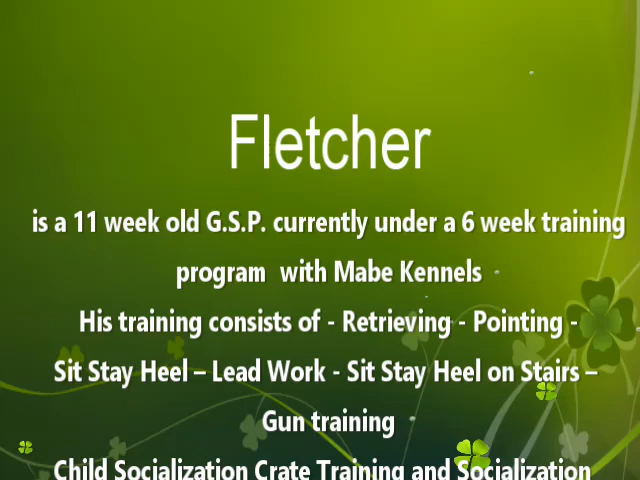 Fletcher
is a 11 week old G.S.P. currently under a 6 week training
program with Mabe Kennels
His training consists of - Retrieving - Pointing -
Sit Stay Heel – Lead Work - Sit Stay Heel on Stairs –
Gun training
Child Socialization Crate Training and Socialization